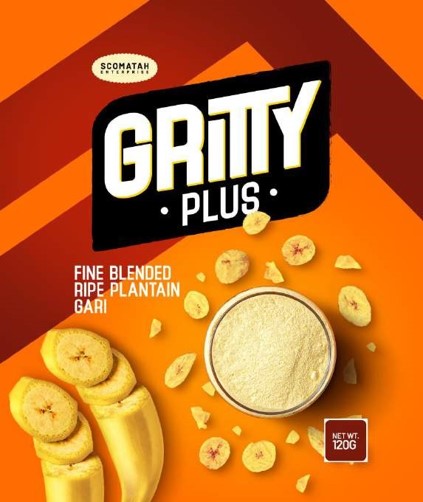 SCOMATAH
ENTERPRISE
GRITTY
• PLUS •
FINE BLENDED
RIPE PLANTAIN
GARI
NET WT.
120G